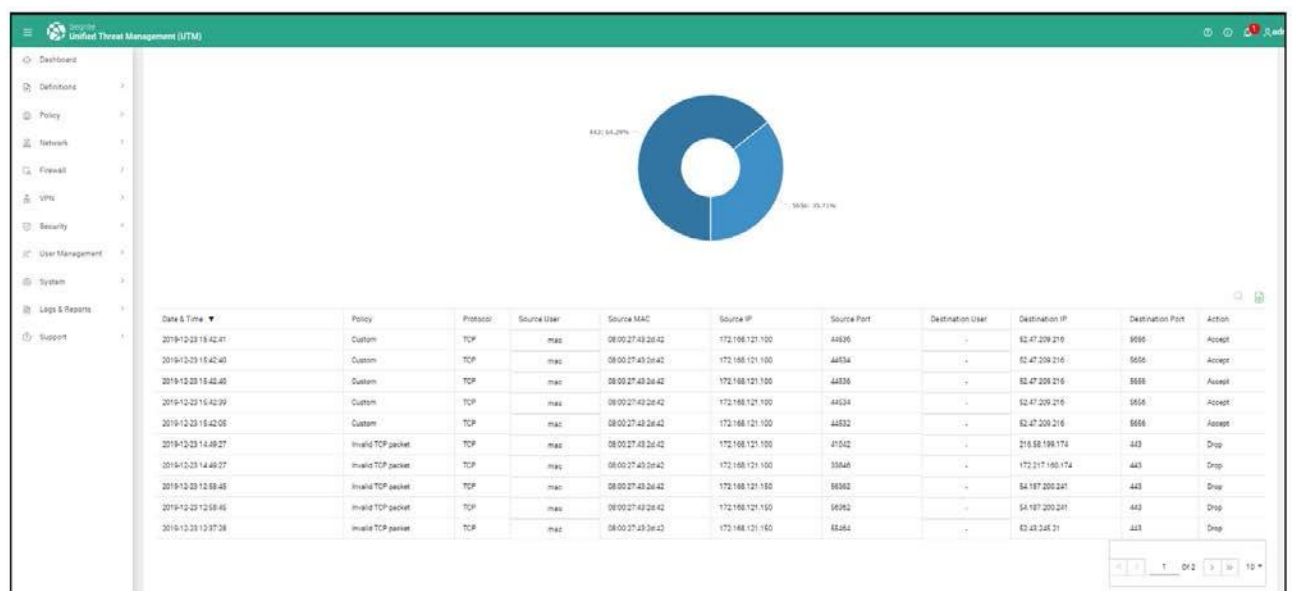 Seqrite
Unified Threat Management (UTM)
1
Dashboard
Definitions
Policy
Network
Firewall
VPN
Security
User Management
System
Logs & Reports
Support
443; 64.29%
5656; 35.71%
Date & Time ▼ Policy Protocol Source User Source MAC Source IP Source Port Destination User Destination IP Destination Port Action
2019-12-23 15:42:41 Custom TCP mac 08:00:27:43:2d:42 172.168.121.100 44536 - 52.47.209.216 5656 Accept
2019-12-23 15:42:40 Custom TCP mac 08:00:27:43:2d:42 172.168.121.100 44534 - 52.47.209.216 5656 Accept
2019-12-23 15:42:40 Custom TCP mac 08:00:27:43:2d:42 172.168.121.100 44536 - 52.47.209.216 5656 Accept
2019-12-23 15:42:39 Custom TCP mac 08:00:27:43:2d:42 172.168.121.100 44534 - 52.47.209.216 5656 Accept
2019-12-23 15:42:05 Custom TCP mac 08:00:27:43:2d:42 172.168.121.100 44532 - 52.47.209.216 5656 Accept
2019-12-23 14:49:27 Invalid TCP packet TCP mac 08:00:27:43:2d:42 172.168.121.100 41042 - 216.58.199.174 443 Drop
2019-12-23 14:49:27 Invalid TCP packet TCP mac 08:00:27:43:2d:42 172.168.121.100 33846 - 172.217.160.174 443 Drop
2019-12-23 12:58:45 Invalid TCP packet TCP mac 08:00:27:43:2d:42 172.168.121.150 56362 - 54.187.200.241 443 Drop
2019-12-23 12:58:45 Invalid TCP packet TCP mac 08:00:27:43:2d:42 172.168.121.150 56362 - 54.187.200.241 443 Drop
2019-12-23 12:37:28 Invalid TCP packet TCP mac 08:00:27:43:2d:42 172.168.121.150 55464 - 52.43.245.21 443 Drop
1 Of 2 10